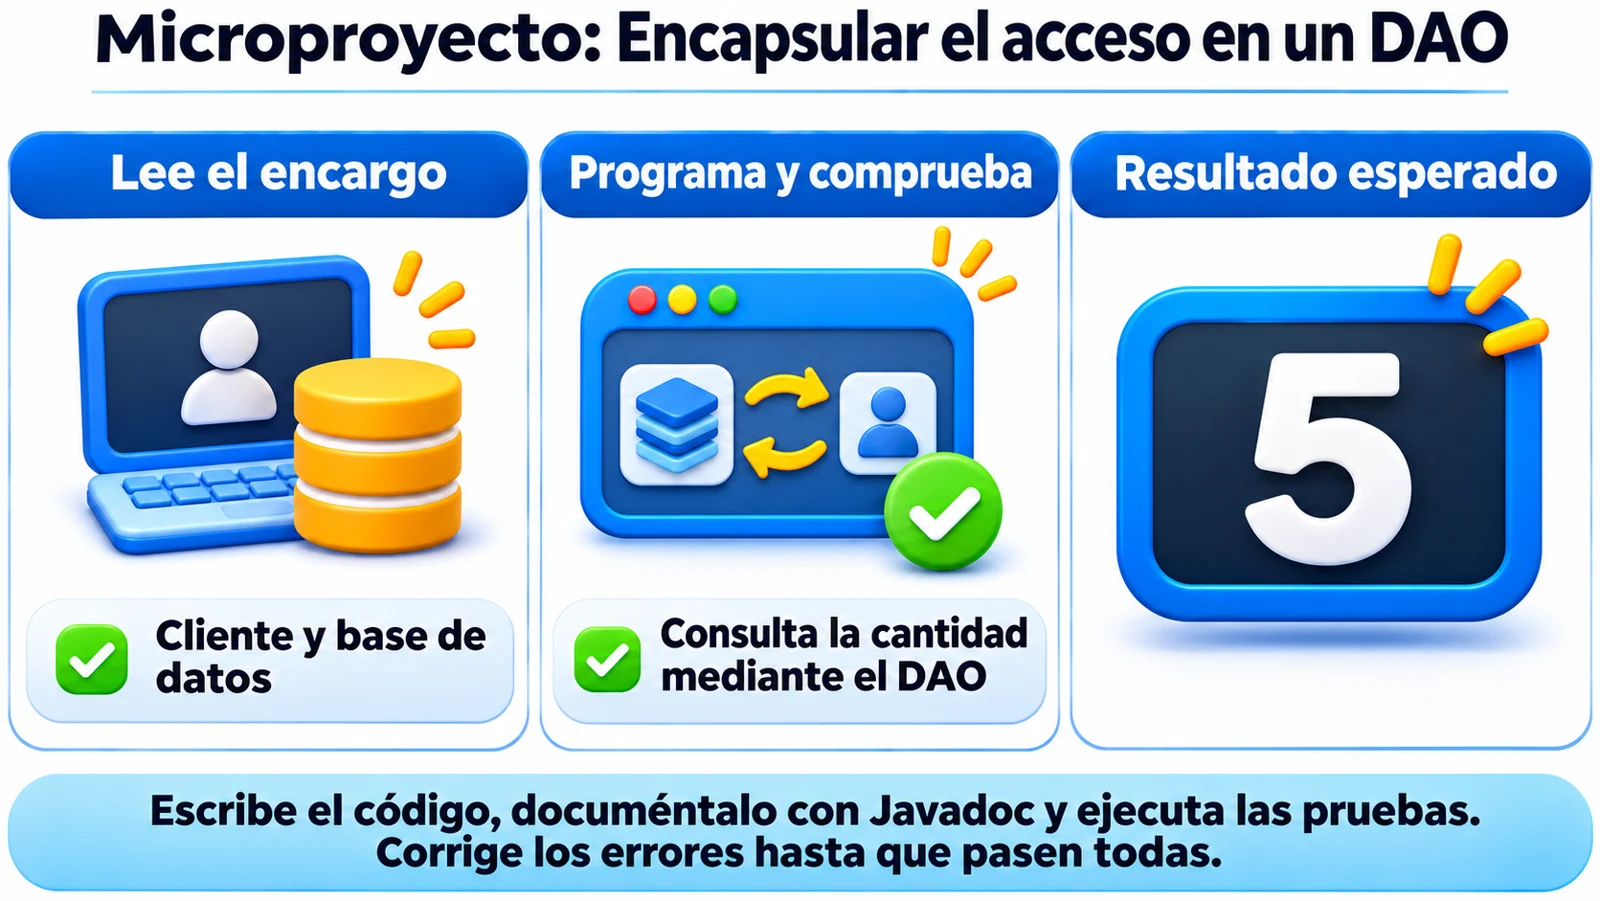 Microproyecto: Encapsular el acceso en un DAO
Lee el encargo
Cliente y base de
datos
Programa y comprueba
Consulta la cantidad
mediante el DAO
Resultado esperado
5
Escribe el código, documéntalo con Javadoc y ejecuta las pruebas.
Corrige los errores hasta que pasen todas.